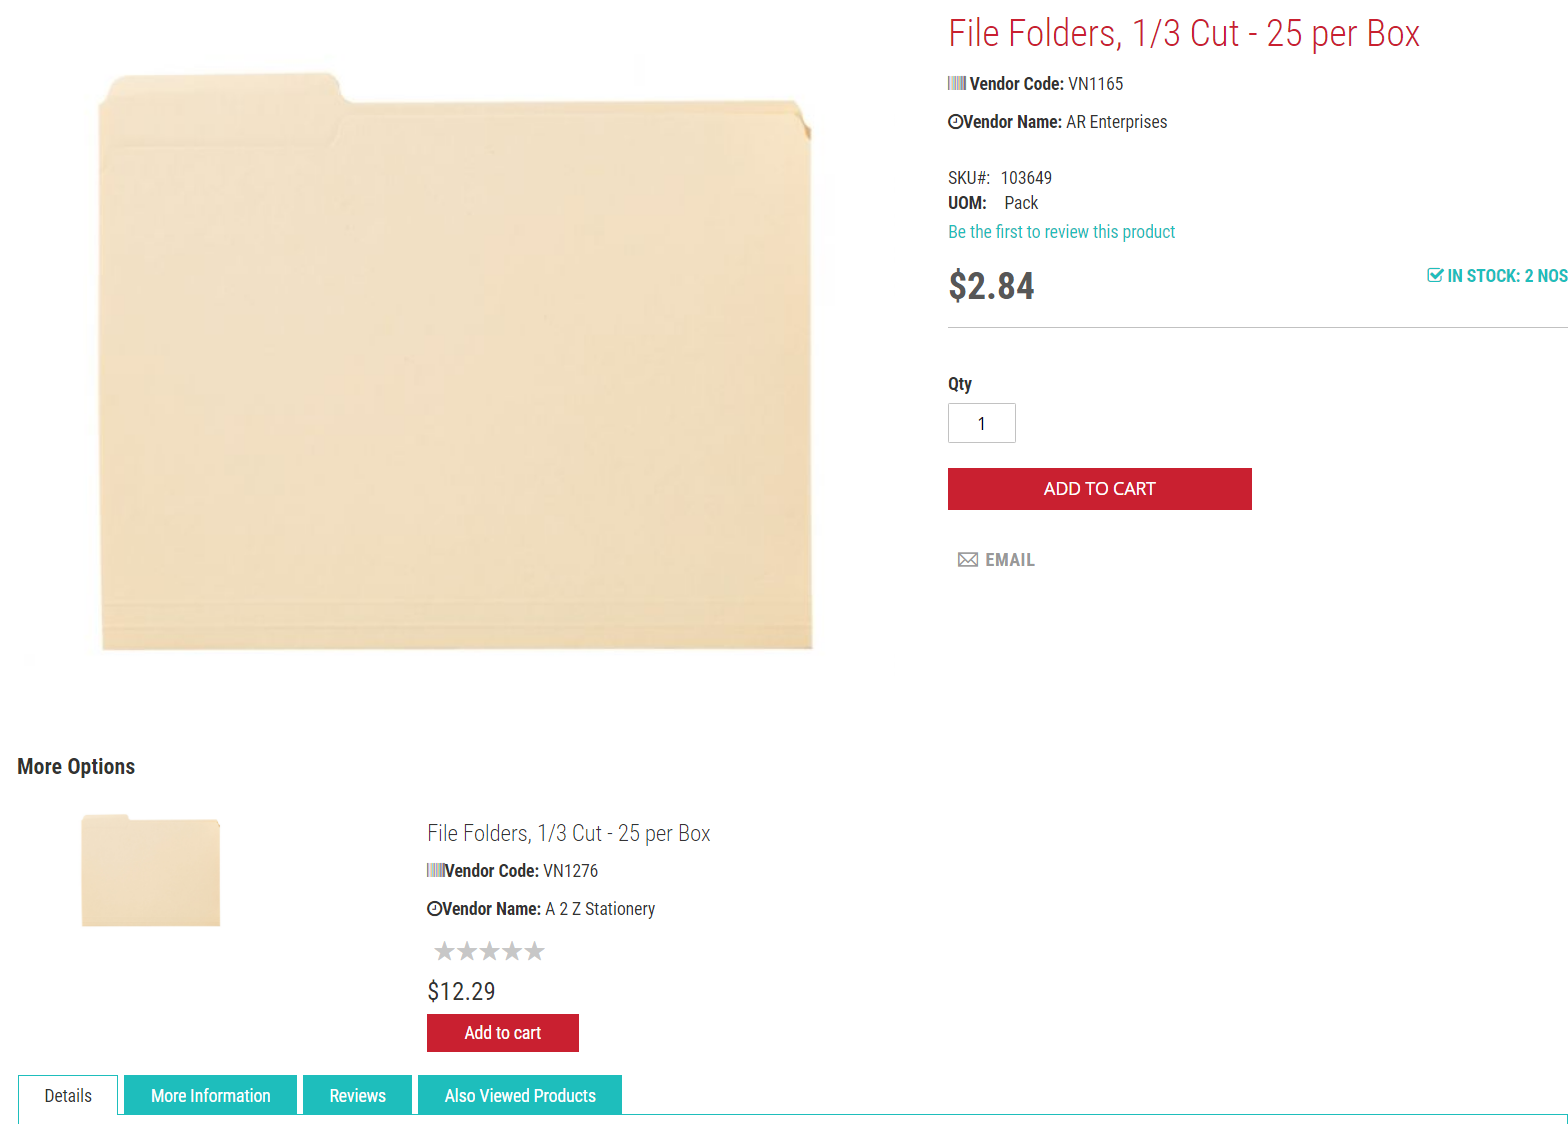 File Folders, 1/3 Cut - 25 per Box
Vendor Code: VN1165
Vendor Name: AR Enterprises
SKU#: 103649
UOM: Pack
Be the first to review this product
$2.84
IN STOCK: 2 NOS
Qty
1
ADD TO CART
EMAIL
More Options
File Folders, 1/3 Cut - 25 per Box
Vendor Code: VN1276
Vendor Name: A 2 Z Stationery
$12.29
Add to cart
Details
More Information
Reviews
Also Viewed Products